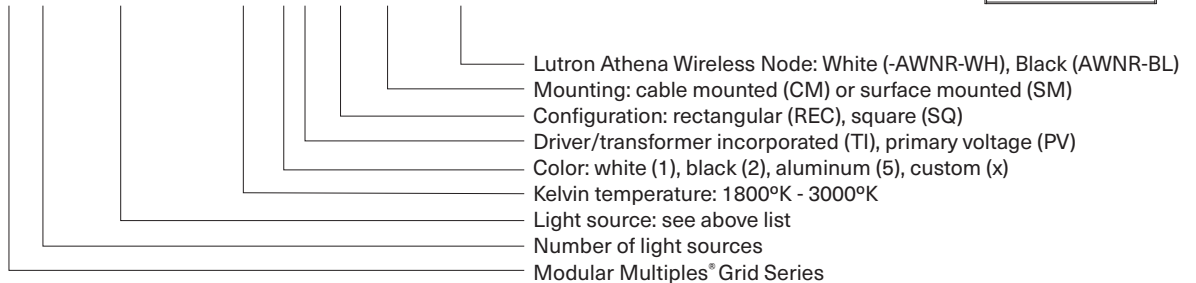 Lutron Athena Wireless Node: White (-AWNR-WH), Black (AWNR-BL)
Mounting: cable mounted (CM) or surface mounted (SM)
Configuration: rectangular (REC), square (SQ)
Driver/transformer incorporated (TI), primary voltage (PV)
Color: white (1), black (2), aluminum (5), custom (x)
Kelvin temperature: 1800ºK - 3000ºK
Light source: see above list
Number of light sources
Modular Multiples® Grid Series